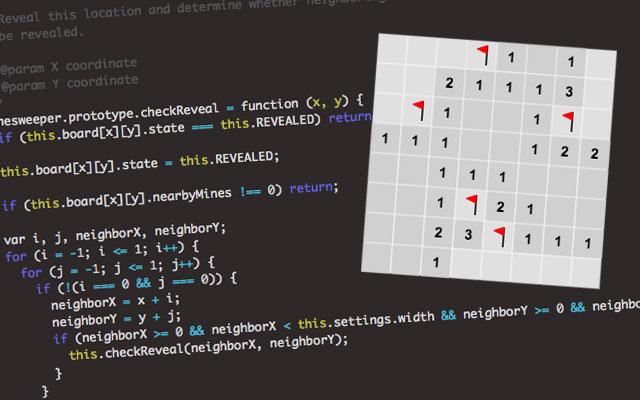 Reveal this location and determine whether neighboring
be revealed.
@param X coordinate
@param Y coordinate
nesweeper.prototype.checkReveal = function (x, y) {
if (this.board[x][y].state === this.REVEALED) return
this.board[x][y].state = this.REVEALED;
if (this.board[x][y].nearbyMines !== 0) return;
var i, j, neighborX, neighborY;
for (i = -1; i <= 1; i++) {
for (j = -1; j <= 1; j++) {
if (!(i === 0 && j === 0)) {
neighborX = x + i;
neighborY = y + j;
if (neighborX >= 0 && neighborX < this.settings.width && neighborY >= 0 && neighbo
this.checkReveal(neighborX, neighborY);
}
}
1 1
2 1 1 1 3
1 1
1 1 1 1 2 2
1 1 1
1 2 1
2 3 1 1 1
1